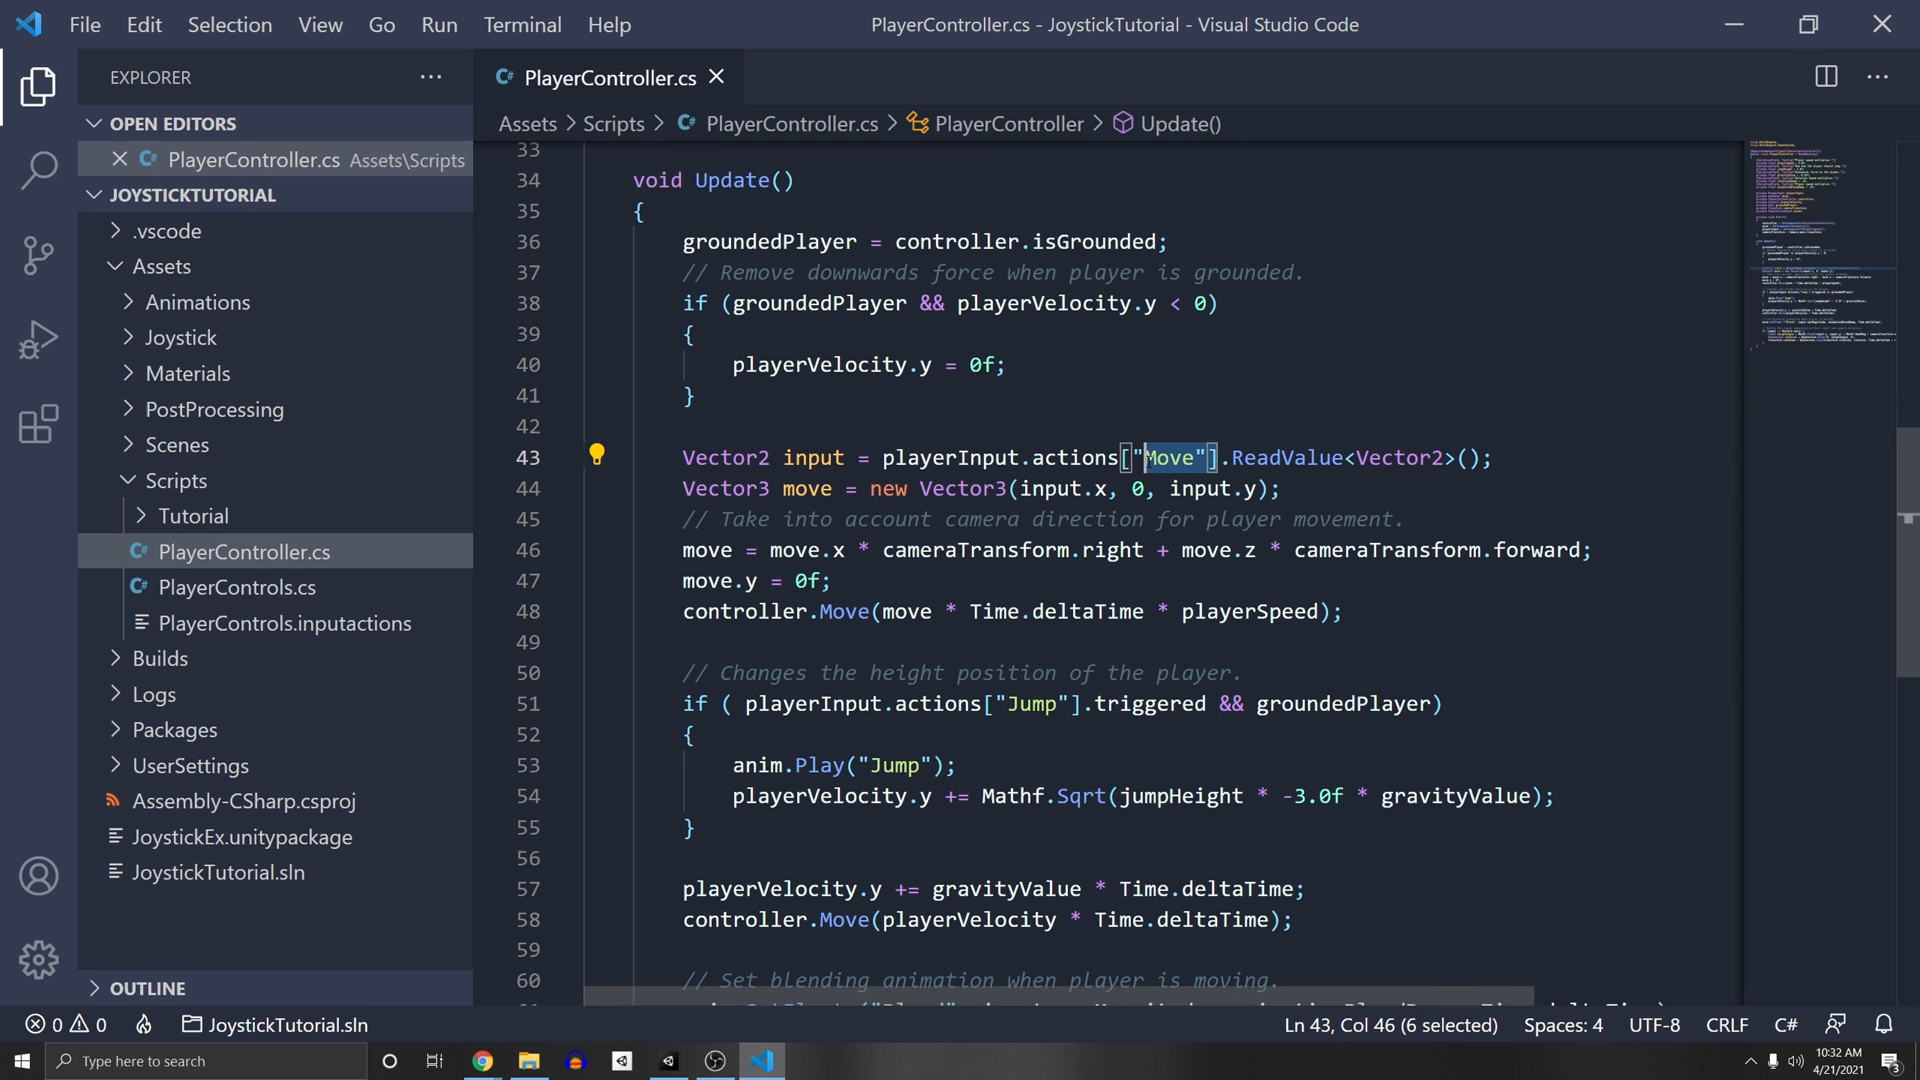 File Edit Selection View Go Run Terminal Help PlayerController.cs - JoystickTutorial - Visual Studio Code
EXPLORER
OPEN EDITORS
PlayerController.cs Assets\Scripts
JOYSTICKTUTORIAL
.vscode
Assets
Animations
Joystick
Materials
PostProcessing
Scenes
Scripts
Tutorial
PlayerController.cs
PlayerControls.cs
PlayerControls.inputactions
Builds
Logs
Packages
UserSettings
Assembly-CSharp.csproj
JoystickEx.unitypackage
JoystickTutorial.sln
OUTLINE
PlayerController.cs
Assets > Scripts > PlayerController.cs > PlayerController > Update()
33
34 void Update()
35 {
36 groundedPlayer = controller.isGrounded;
37 // Remove downwards force when player is grounded.
38 if (groundedPlayer && playerVelocity.y < 0)
39 {
40 playerVelocity.y = 0f;
41 }
42
43 Vector2 input = playerInput.actions["Move"].ReadValue<Vector2>();
44 Vector3 move = new Vector3(input.x, 0, input.y);
45 // Take into account camera direction for player movement.
46 move = move.x * cameraTransform.right + move.z * cameraTransform.forward;
47 move.y = 0f;
48 controller.Move(move * Time.deltaTime * playerSpeed);
49
50 // Changes the height position of the player.
51 if ( playerInput.actions["Jump"].triggered && groundedPlayer)
52 {
53 anim.Play("Jump");
54 playerVelocity.y += Mathf.Sqrt(jumpHeight * -3.0f * gravityValue);
55 }
56
57 playerVelocity.y += gravityValue * Time.deltaTime;
58 controller.Move(playerVelocity * Time.deltaTime);
59
60 // Set blending animation when player is moving.
0 0 JoystickTutorial.sln Ln 43, Col 46 (6 selected) Spaces: 4 UTF-8 CRLF C#
Type here to search
10:32 AM
4/21/2021
3